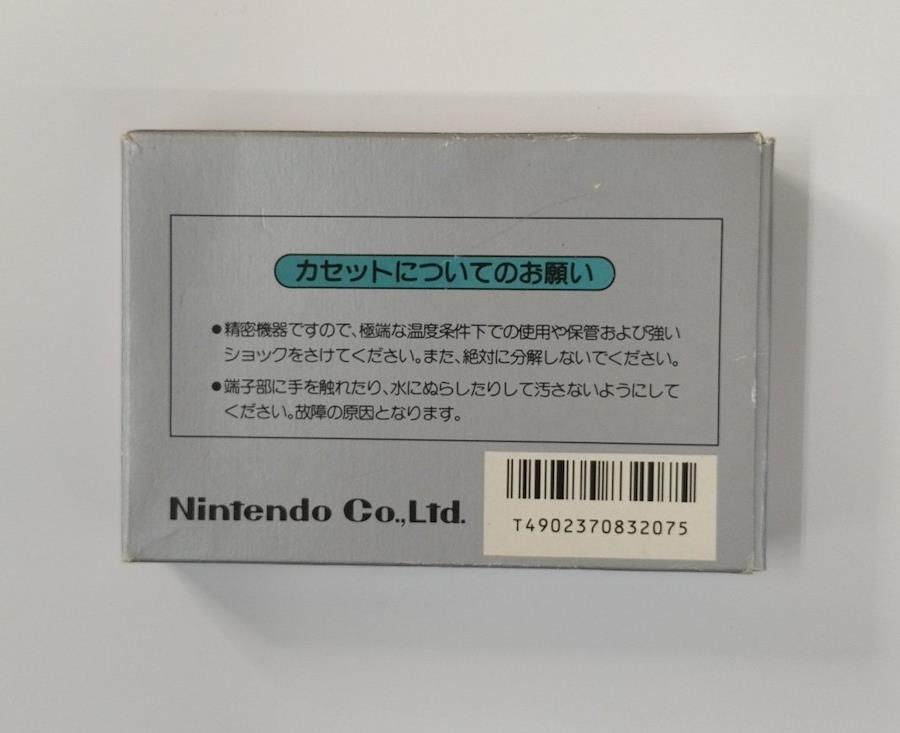 カセットについてのお願い
●精密機器ですので、極端な温度条件下での使用や保管および強い
ショックをさけてください。また、絶対に分解しないでください。
●端子部に手を触れたり、水にぬらしたりして汚さないようにして
ください。故障の原因となります。
Nintendo Co.,Ltd.
T4902370832075